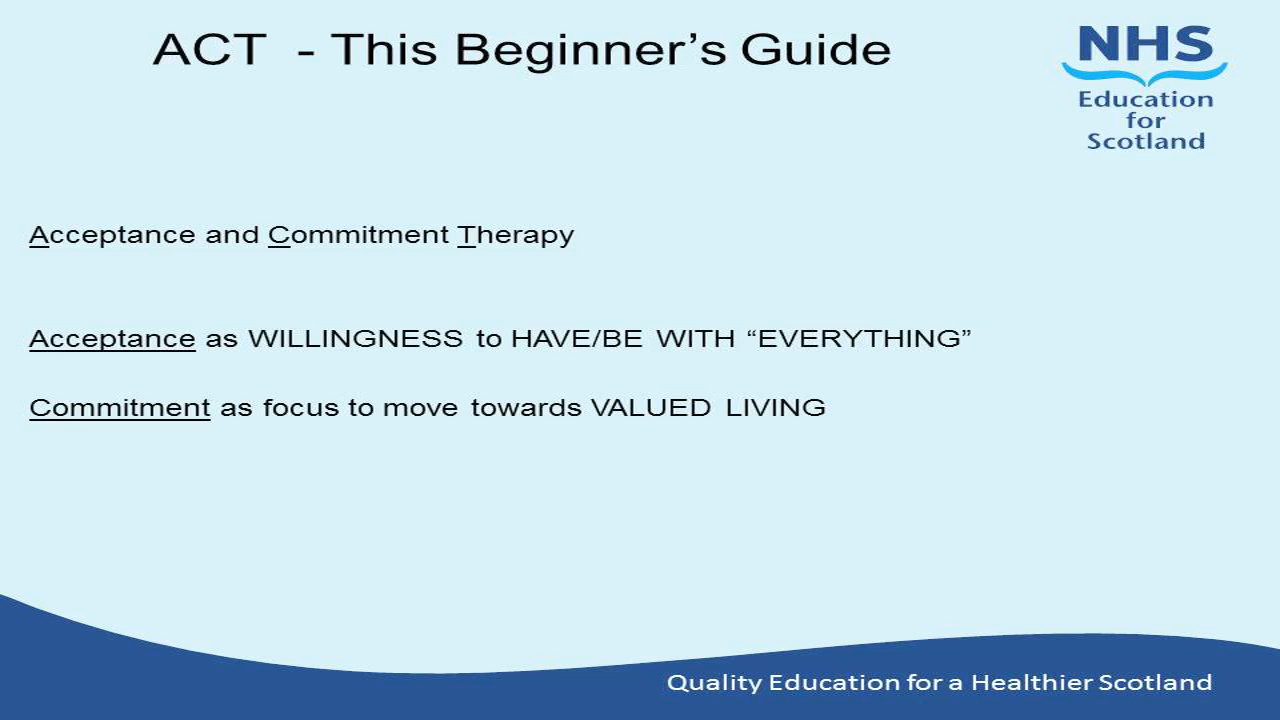 ACT  - This Beginner’s Guide
NHS
Education
for
Scotland
Acceptance and Commitment Therapy
Acceptance as WILLINGNESS to HAVE/BE WITH “EVERYTHING”
Commitment as focus to move towards VALUED LIVING
Quality Education for a Healthier Scotland